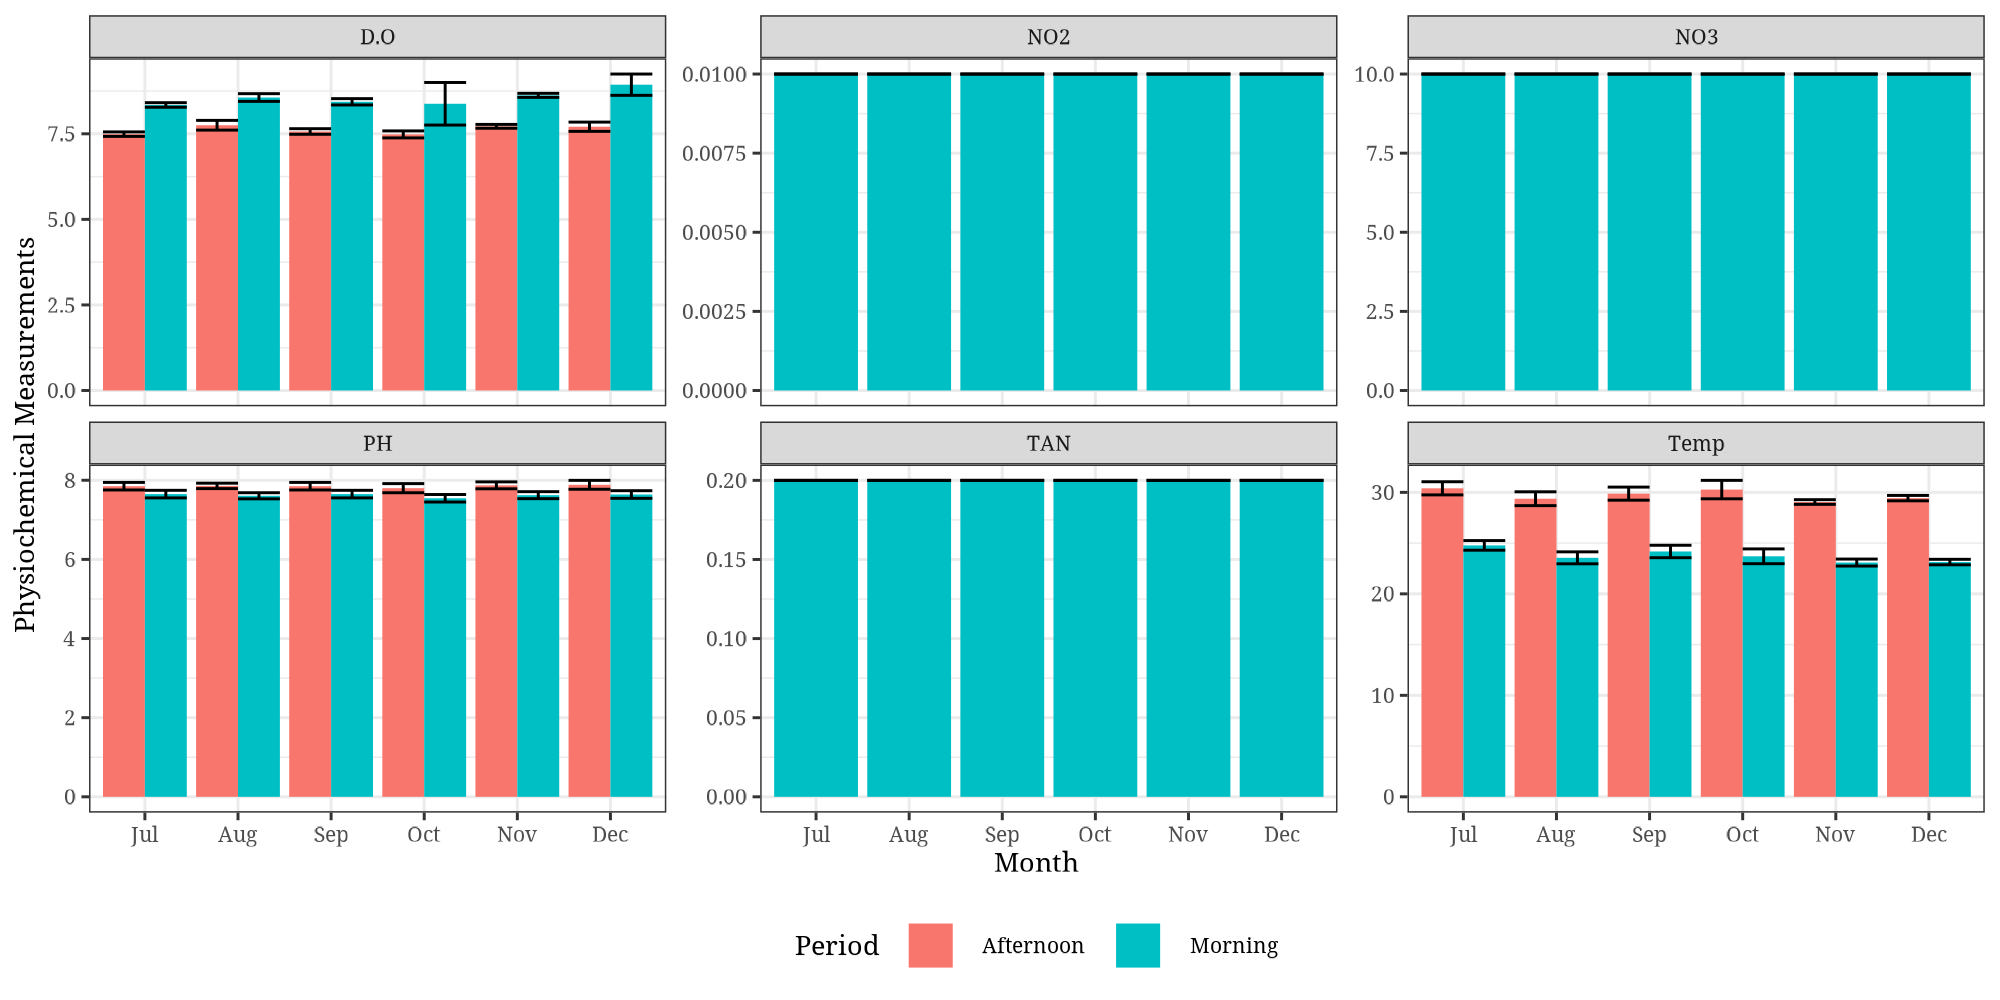 D.O
NO2
NO3
0.0
2.5
5.0
7.5
0.0000
0.0025
0.0050
0.0075
0.0100
0.0
2.5
5.0
7.5
10.0
PH
TAN
Temp
0
2
4
6
8
0.00
0.05
0.10
0.15
0.20
0
10
20
30
Jul Aug Sep Oct Nov Dec
Jul Aug Sep Oct Nov Dec
Jul Aug Sep Oct Nov Dec
Physiochemical Measurements
Month
Period Afternoon Morning